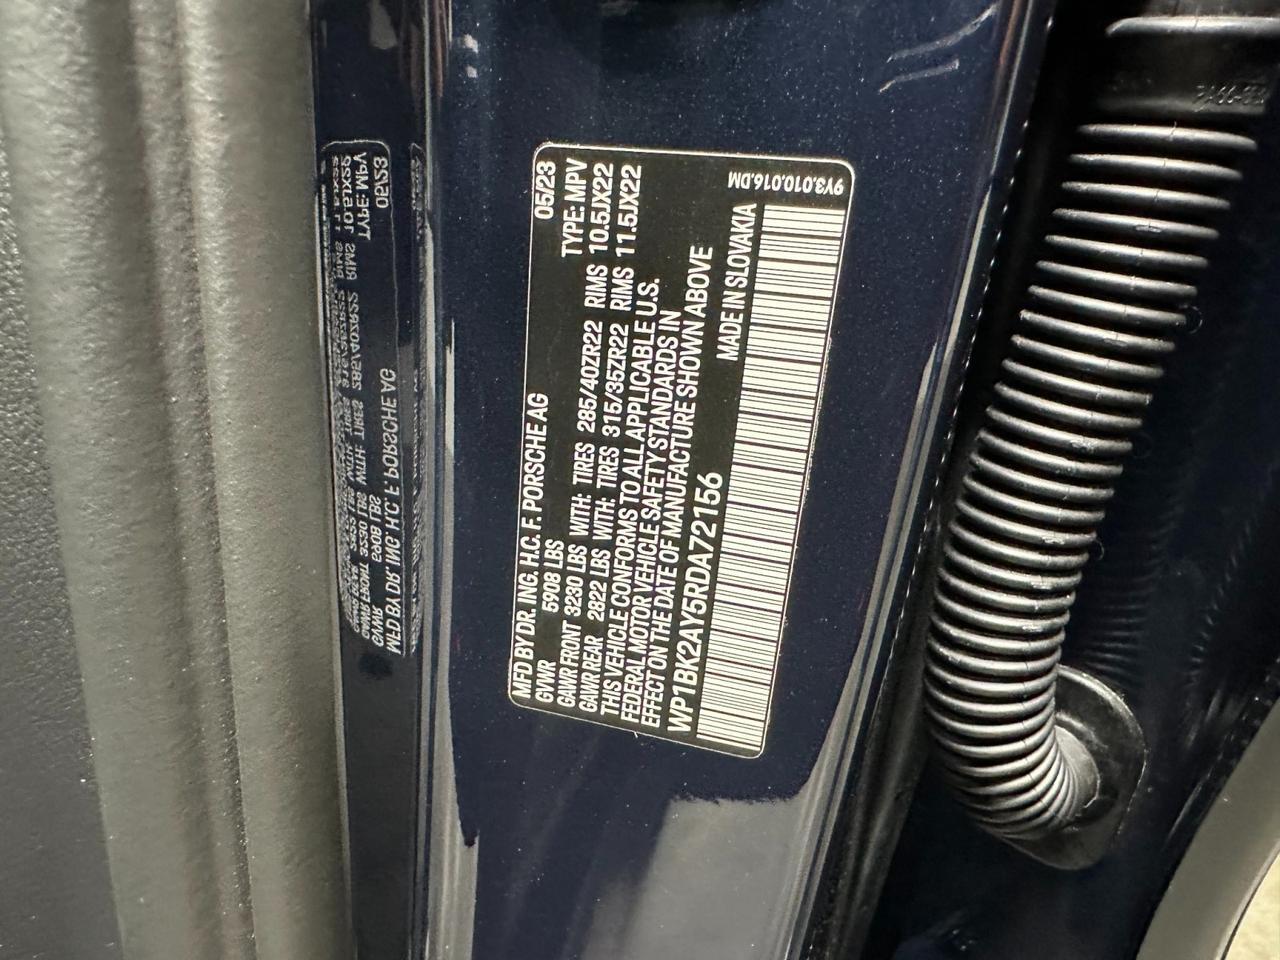 MFD BY DR. ING. H.C. F. PORSCHE AG 05/23
GVWR 5908 LBS TYPE: MPV
GAWR FRONT 3230 LBS WITH: TIRES 285/40ZR22 RIMS 10.5JX22
GAWR REAR 2822 LBS WITH: TIRES 315/35ZR22 RIMS 11.5JX22
THIS VEHICLE CONFORMS TO ALL APPLICABLE U.S.
FEDERAL MOTOR VEHICLE SAFETY STANDARDS IN
EFFECT ON THE DATE OF MANUFACTURE SHOWN ABOVE
WP1BK2AY5RDA72156 MADE IN SLOVAKIA
9Y3.010.016.DM